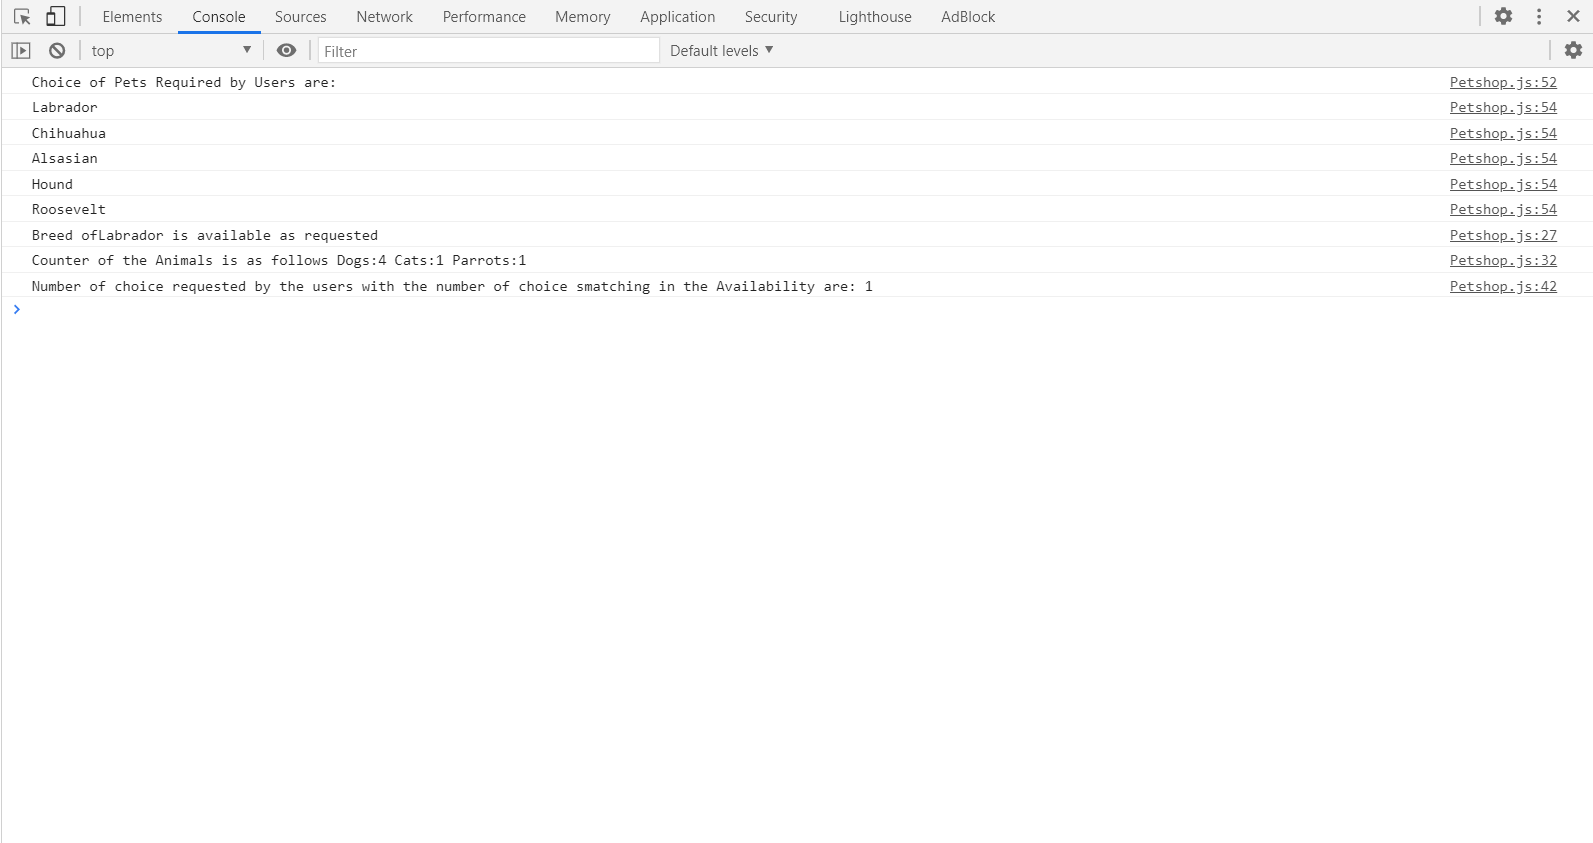 Elements Console Sources Network Performance Memory Application Security Lighthouse AdBlock
top Filter Default levels
Choice of Pets Required by Users are: Petshop.js:52
Labrador Petshop.js:54
Chihuahua Petshop.js:54
Alsasian Petshop.js:54
Hound Petshop.js:54
Roosevelt Petshop.js:54
Breed ofLabrador is available as requested Petshop.js:27
Counter of the Animals is as follows Dogs:4 Cats:1 Parrots:1 Petshop.js:32
Number of choice requested by the users with the number of choice smatching in the Availability are: 1 Petshop.js:42